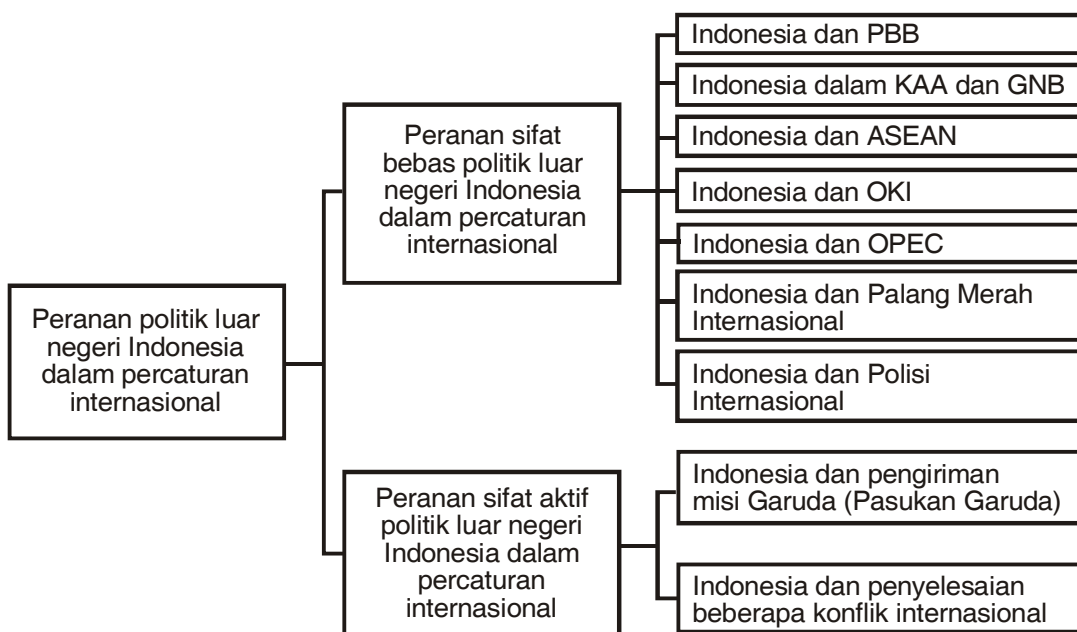 Peranan politik luar
negeri Indonesia
dalam percaturan
internasional
Peranan sifat
bebas politik luar
negeri Indonesia
dalam percaturan
internasional
Indonesia dan PBB
Indonesia dalam KAA dan GNB
Indonesia dan ASEAN
Indonesia dan OKI
Indonesia dan OPEC
Indonesia dan Palang Merah
Internasional
Indonesia dan Polisi
Internasional
Peranan sifat aktif
politik luar negeri
Indonesia dalam
percaturan
internasional
Indonesia dan pengiriman
misi Garuda (Pasukan Garuda)
Indonesia dan penyelesaian
beberapa konflik internasional